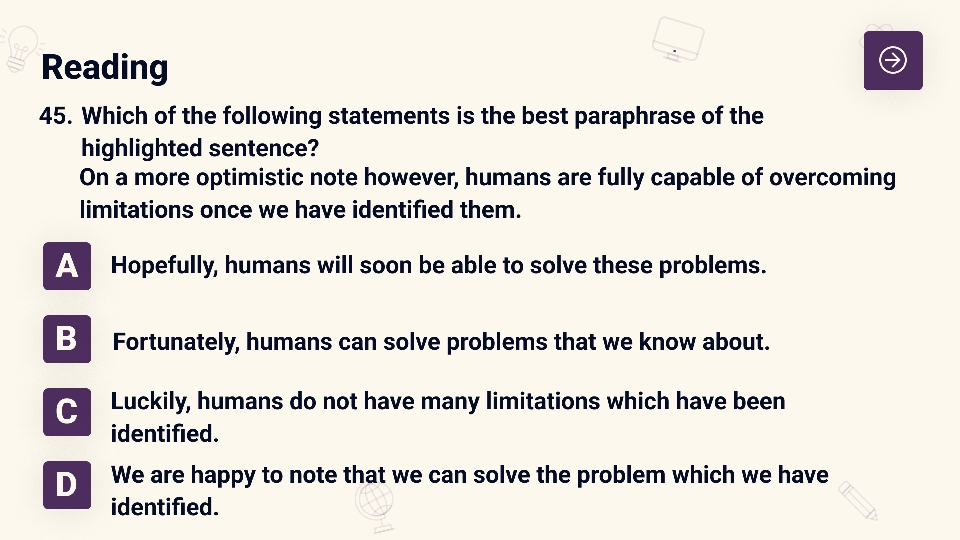 Reading
45. Which of the following statements is the best paraphrase of the
highlighted sentence?
On a more optimistic note however, humans are fully capable of overcoming
limitations once we have identified them.
A Hopefully, humans will soon be able to solve these problems.
B Fortunately, humans can solve problems that we know about.
C Luckily, humans do not have many limitations which have been
identified.
D We are happy to note that we can solve the problem which we have
identified.